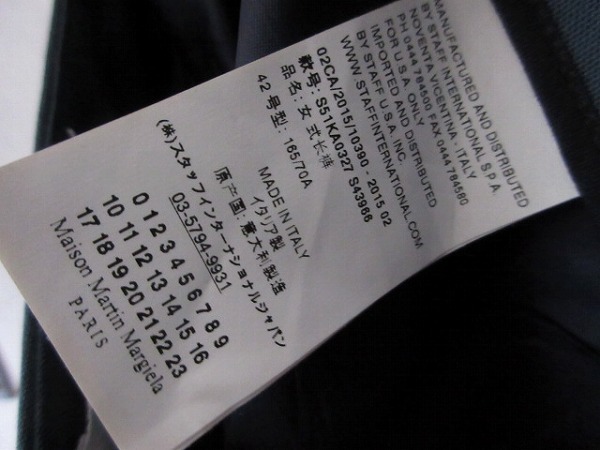 MANUFACTURED AND DISTRIBUTED
BY STAFF INTERNATIONAL S.P.A.
NOVENTA VICENTINA - ITALY
PH 0444 784500 FAX 0444 784560
FOR U.S.A. ONLY
IMPORTED AND DISTRIBUTED
BY STAFF U.S.A. INC.
WWW.STAFFINTERNATIONAL.COM
02CA/2015/10390 - 2015 02
款号: S51KA0327 S43966
品名: 女 式长裤
42 号型: 165/70A
MADE IN ITALY
イタリア製
原产国: 意大利製造
(株)スタッフインターナショナルジャパン
03-5794-9931
0 1 2 3 4 5 6 7 8 9
10 11 12 13 14 15 16
17 18 19 20 21 22 23
Maison Martin Margiela
PARIS